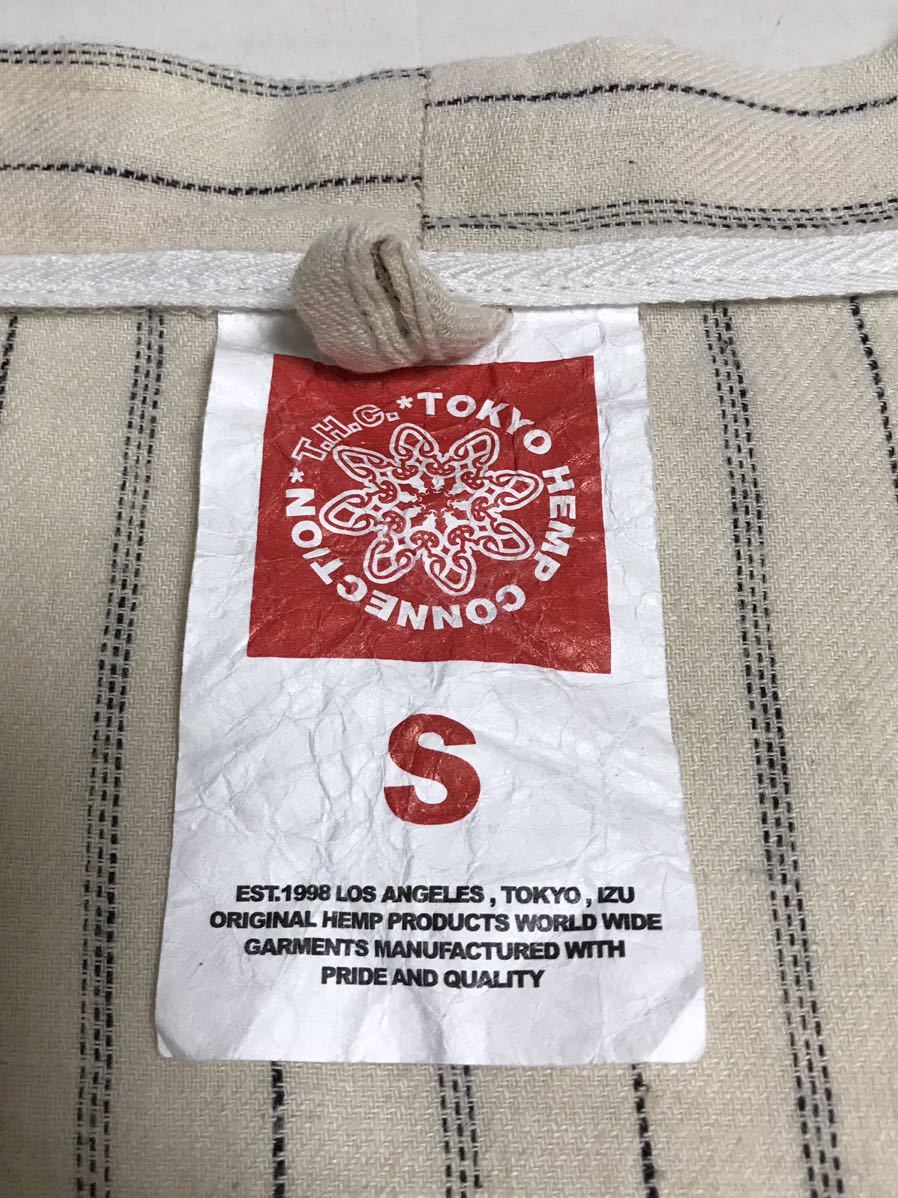 *T.H.C.*TOKYO HEMP CONNECTION
S
EST.1998 LOS ANGELES , TOKYO , IZU
ORIGINAL HEMP PRODUCTS WORLD WIDE
GARMENTS MANUFACTURED WITH
PRIDE AND QUALITY